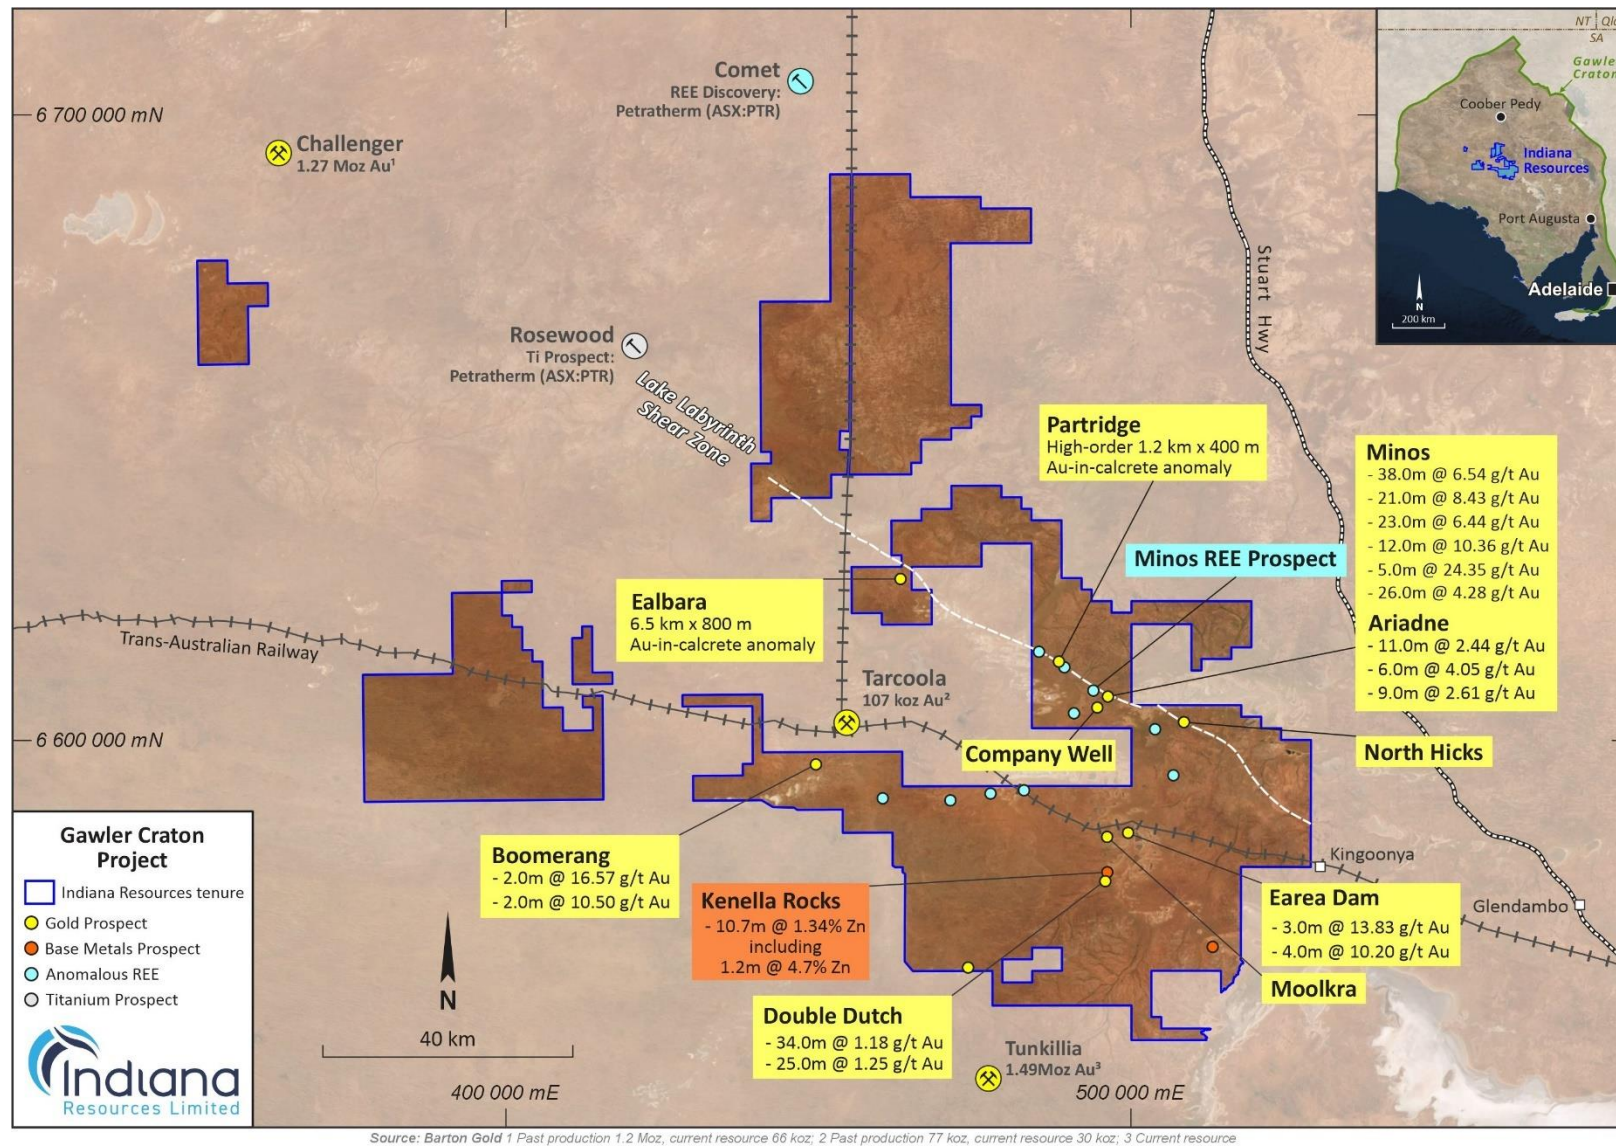 NT
Qld
SA
Gawler
Craton
Coober Pedy
Indiana
Resources
Port Augusta
Adelaide
N
200 km
6 700 000 mN
Challenger
1.27 Moz Au¹
Comet
REE Discovery:
Petratherm (ASX:PTR)
Stuart Hwy
Rosewood
Ti Prospect:
Petratherm (ASX:PTR)
Lake Labyrinth
Shear Zone
Partridge
High-order 1.2 km x 400 m
Au-in-calcrete anomaly
Minos
- 38.0m @ 6.54 g/t Au
- 21.0m @ 8.43 g/t Au
- 23.0m @ 6.44 g/t Au
- 12.0m @ 10.36 g/t Au
- 5.0m @ 24.35 g/t Au
- 26.0m @ 4.28 g/t Au
Minos REE Prospect
Ariadne
- 11.0m @ 2.44 g/t Au
- 6.0m @ 4.05 g/t Au
- 9.0m @ 2.61 g/t Au
Ealbara
6.5 km x 800 m
Au-in-calcrete anomaly
Trans-Australian Railway
Tarcoola
107 koz Au²
6 600 000 mN
Company Well
North Hicks
Boomerang
- 2.0m @ 16.57 g/t Au
- 2.0m @ 10.50 g/t Au
Kingoonya
Kenella Rocks
- 10.7m @ 1.34% Zn
including
1.2m @ 4.7% Zn
Earea Dam
- 3.0m @ 13.83 g/t Au
- 4.0m @ 10.20 g/t Au
Glendambo
Moolkra
Double Dutch
- 34.0m @ 1.18 g/t Au
- 25.0m @ 1.25 g/t Au
Tunkillia
1.49Moz Au³
Gawler Craton
Project
Indiana Resources tenure
Gold Prospect
Base Metals Prospect
Anomalous REE
Titanium Prospect
Indiana
Resources Limited
N
40 km
400 000 mE
500 000 mE
Source: Barton Gold 1 Past production 1.2 Moz, current resource 66 koz; 2 Past production 77 koz, current resource 30 koz; 3 Current resource